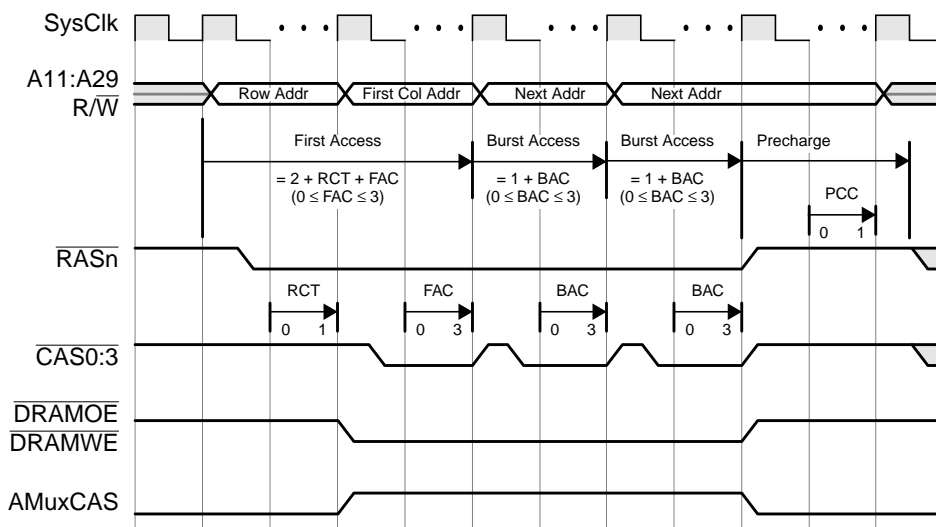 SysClk
A11:A29
R/W
Row Addr First Col Addr Next Addr Next Addr
First Access Burst Access Burst Access Precharge
= 2 + RCT + FAC = 1 + BAC = 1 + BAC
(0 ≤ FAC ≤ 3) (0 ≤ BAC ≤ 3) (0 ≤ BAC ≤ 3)
PCC
0 1
RASn
RCT FAC BAC BAC
0 1 0 3 0 3 0 3
CAS0:3
DRAMOE
DRAMWE
AMuxCAS